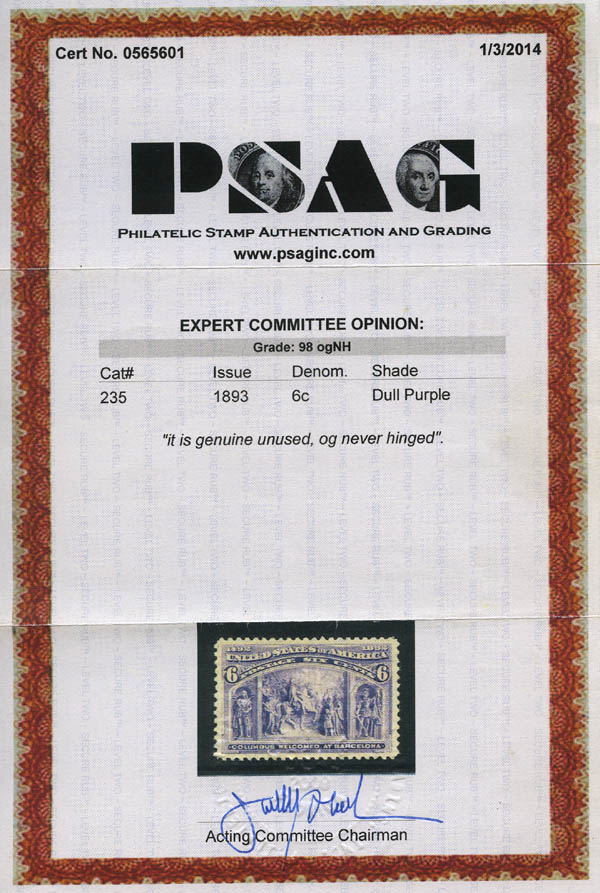 Cert No. 0565601 1/3/2014
PSAG
PHILATELIC STAMP AUTHENTICATION AND GRADING
www.psaginc.com
EXPERT COMMITTEE OPINION:
Grade: 98 ogNH
Cat# Issue Denom. Shade
235 1893 6c Dull Purple
"it is genuine unused, og never hinged".
1492 1892
UNITED STATES OF AMERICA
6 POSTAGE SIX CENTS 6
COLUMBUS WELCOMED AT BARCELONA
Acting Committee Chairman